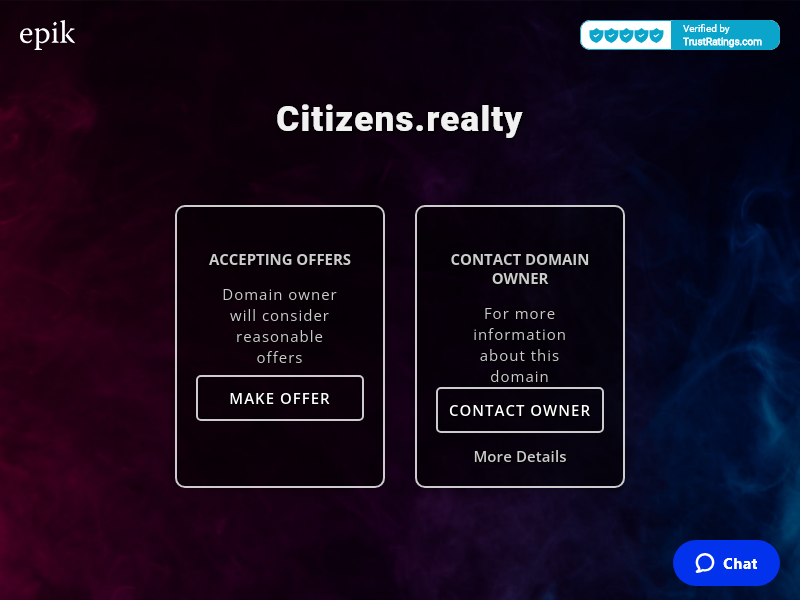 epik
Verified by
TrustRatings.com
Citizens.realty
ACCEPTING OFFERS
Domain owner
will consider
reasonable
offers
MAKE OFFER
CONTACT DOMAIN
OWNER
For more
information
about this
domain
CONTACT OWNER
More Details
Chat